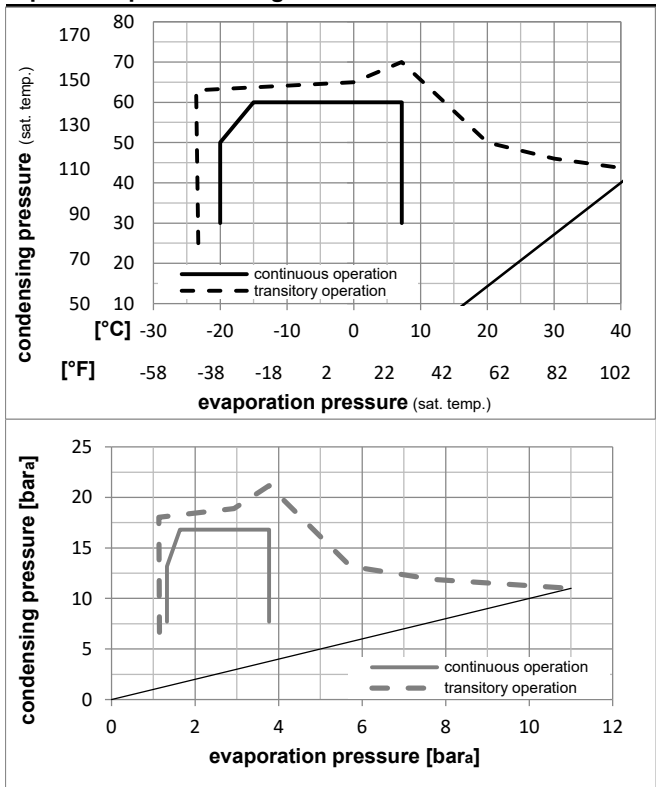 170 80
70
150 60
130 50
110 40
90 30
70 20
50 10
condensing pressure (sat. temp.)
continuous operation
transitory operation
[°C] -30 -20 -10 0 10 20 30 40
[°F] -58 -38 -18 2 22 42 62 82 102
evaporation pressure (sat. temp.)
25
20
15
10
5
0
condensing pressure [bara]
continuous operation
transitory operation
0 2 4 6 8 10 12
evaporation pressure [bara]